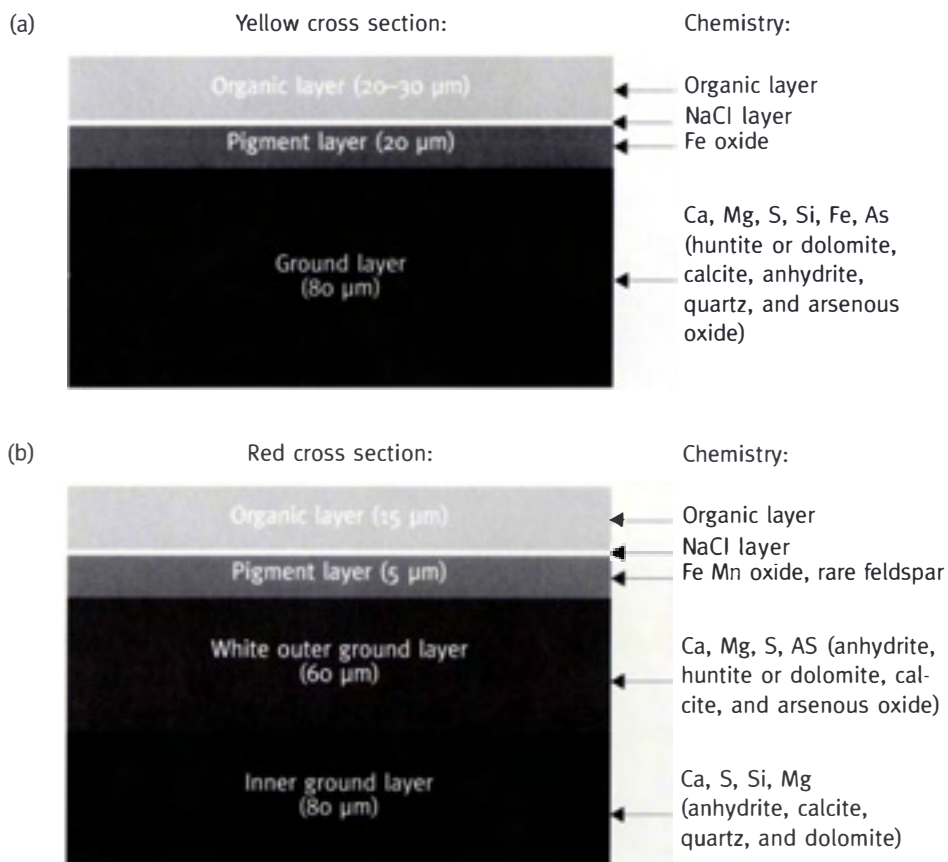 (a)
Yellow cross section:
Chemistry:
Organic layer (20–30 µm)
Organic layer
NaCl layer
Pigment layer (20 µm)
Fe oxide
Ground layer
(80 µm)
Ca, Mg, S, Si, Fe, As
(huntite or dolomite,
calcite, anhydrite,
quartz, and arsenous
oxide)
(b)
Red cross section:
Chemistry:
Organic layer (15 µm)
Organic layer
NaCl layer
Pigment layer (5 µm)
Fe Mn oxide, rare feldspar
White outer ground layer
(60 µm)
Ca, Mg, S, AS (anhydrite,
huntite or dolomite, cal-
cite, and arsenous oxide)
Inner ground layer
(80 µm)
Ca, S, Si, Mg
(anhydrite, calcite,
quartz, and dolomite)